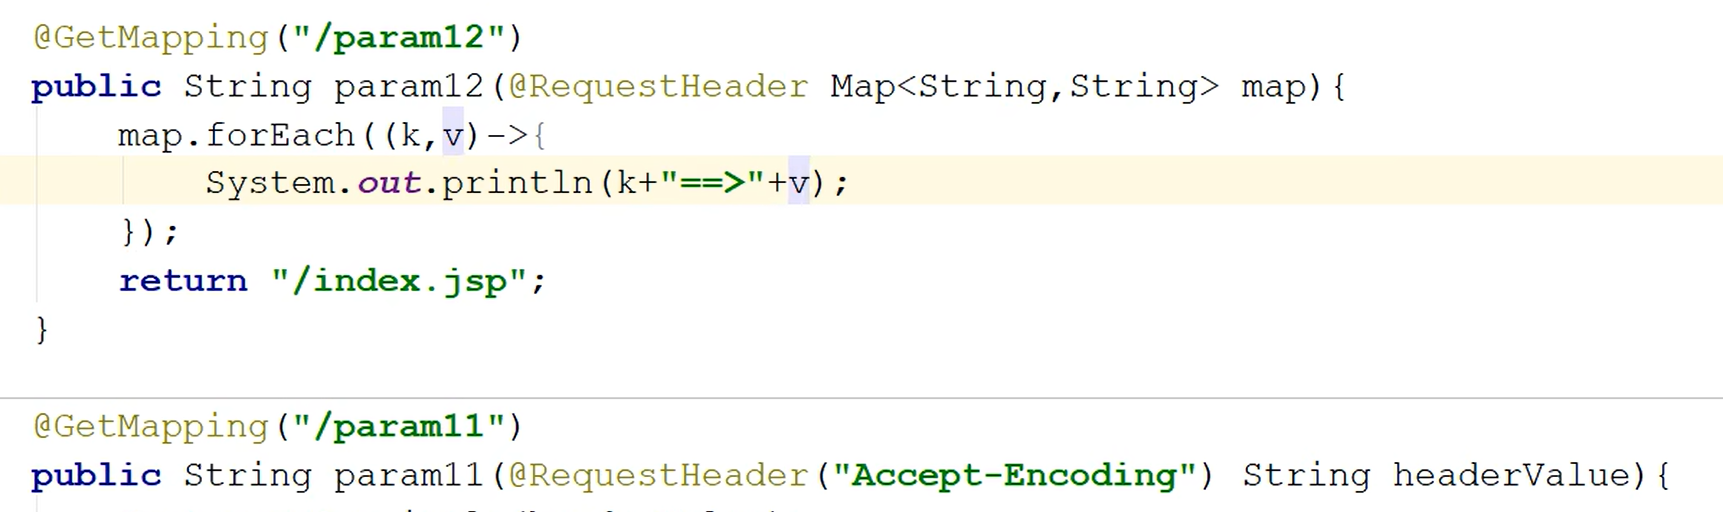 @GetMapping("/param12")
public String param12(@RequestHeader Map<String,String> map){
    map.forEach((k,v)->{
        System.out.println(k+"==>"+v);
    });
    return "/index.jsp";
}
@GetMapping("/param11")
public String param11(@RequestHeader("Accept-Encoding") String headerValue){